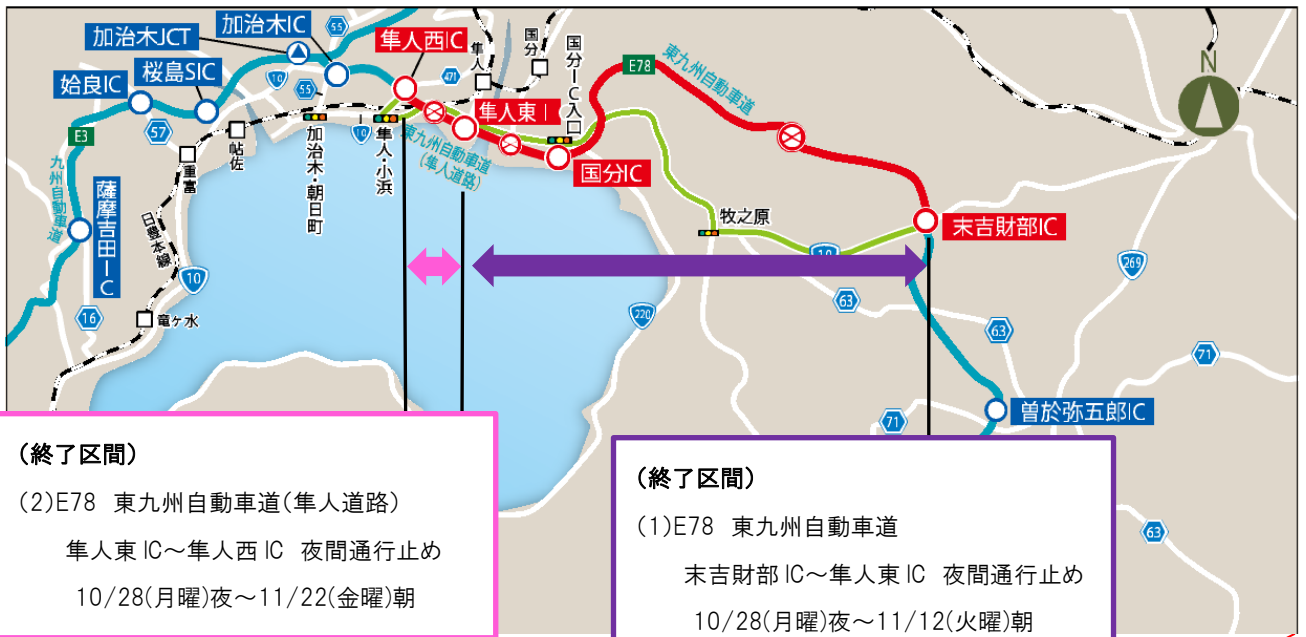 加治木JCT
加治木IC
55
隼人西IC
隼人
国分
国分IC入口
E78
東九州自動車道
N
姶良IC
桜島SIC
10
55
471
隼人東I
E3
57
帖佐
重富
加治木・朝日町
10
隼人・小浜
東九州自動車道
(隼人道路)
国分IC
九州自動車道
薩摩吉田IC
日豊本線
10
16
竜ヶ水
牧之原
10
末吉財部IC
269
63
220
63
71
曽於弥五郎IC
71
63
(終了区間)
(2)E78 東九州自動車道(隼人道路)
隼人東IC~隼人西IC 夜間通行止め
10/28(月曜)夜~11/22(金曜)朝
(終了区間)
(1)E78 東九州自動車道
末吉財部IC~隼人東IC 夜間通行止め
10/28(月曜)夜~11/12(火曜)朝